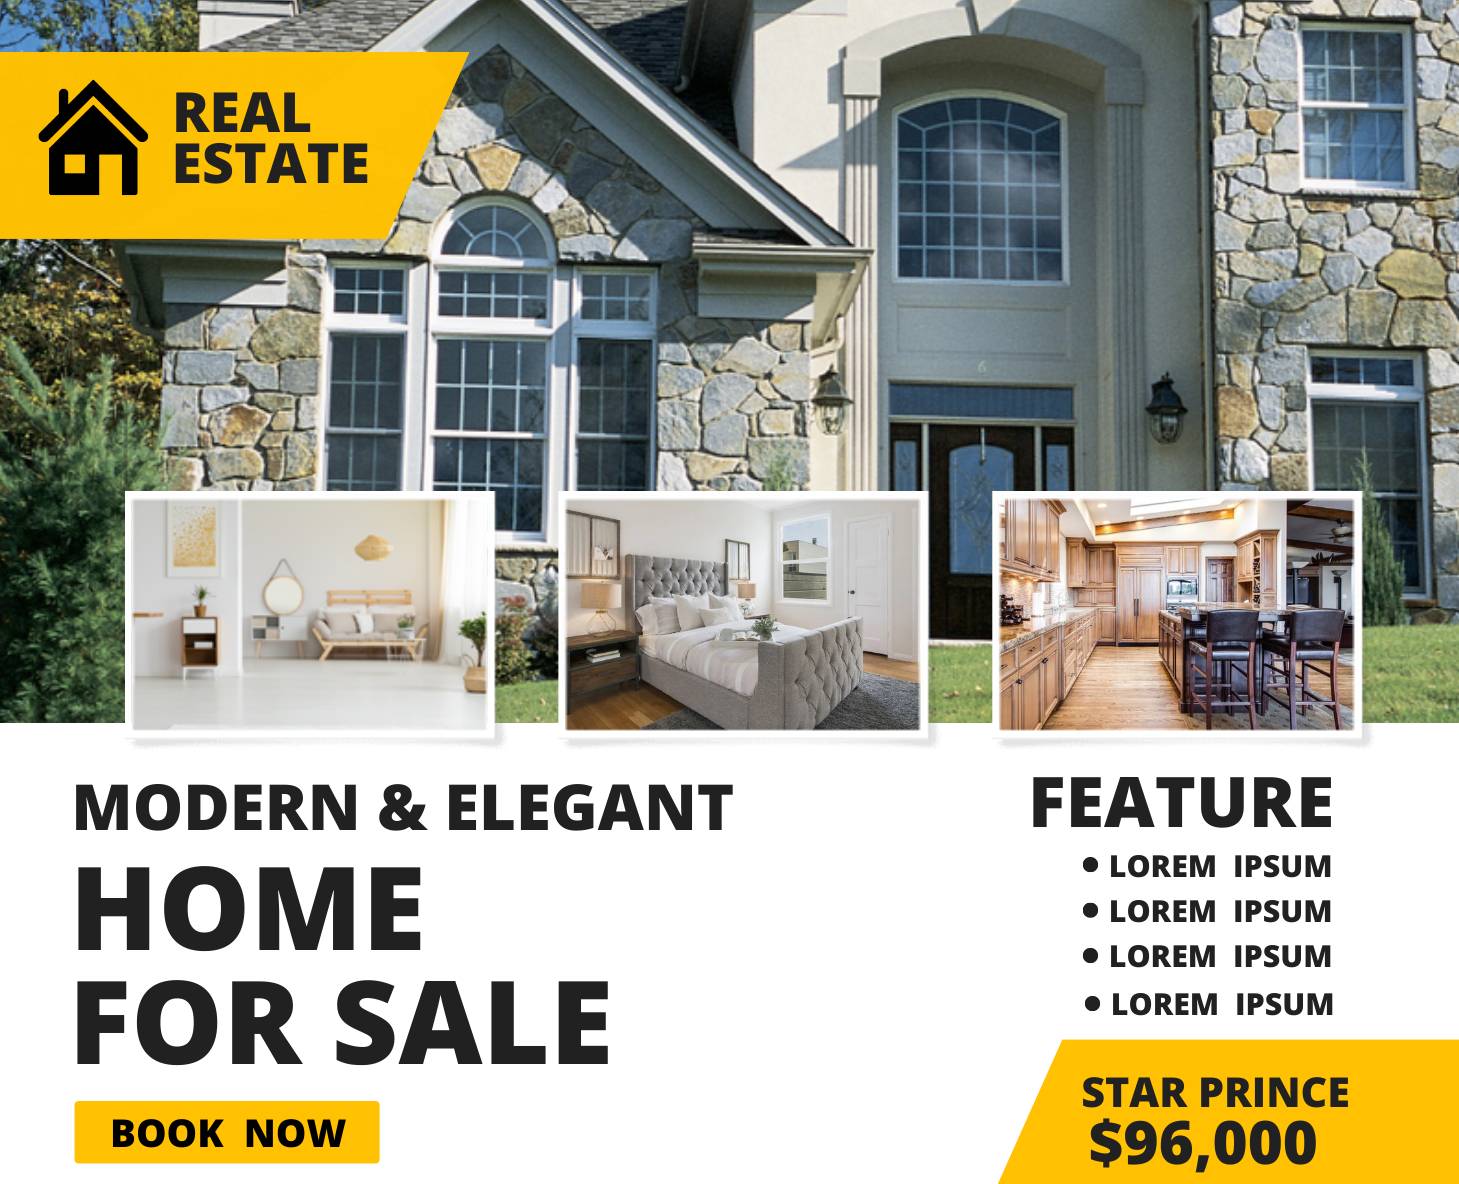 REAL
ESTATE
6
MODERN & ELEGANT
HOME
FOR SALE
BOOK NOW
FEATURE
• LOREM IPSUM
• LOREM IPSUM
• LOREM IPSUM
• LOREM IPSUM
STAR PRINCE
$96,000